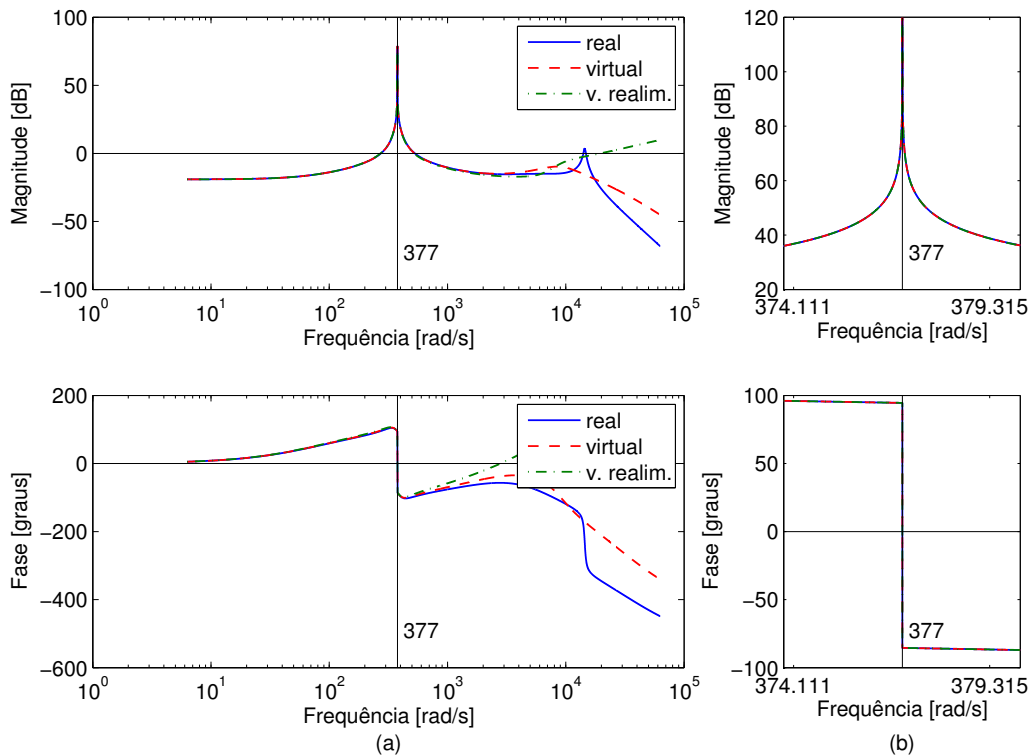 100
50
0
−50
−100
Magnitude [dB]
real
virtual
v. realim.
377
10^0
10^1
10^2
10^3
10^4
10^5
Frequência [rad/s]
120
100
80
60
40
20
Magnitude [dB]
377
374.111
379.315
Frequência [rad/s]
200
0
−200
−400
−600
Fase [graus]
real
virtual
v. realim.
377
10^0
10^1
10^2
10^3
10^4
10^5
Frequência [rad/s]
(a)
100
50
0
−50
−100
Fase [graus]
377
374.111
379.315
Frequência [rad/s]
(b)